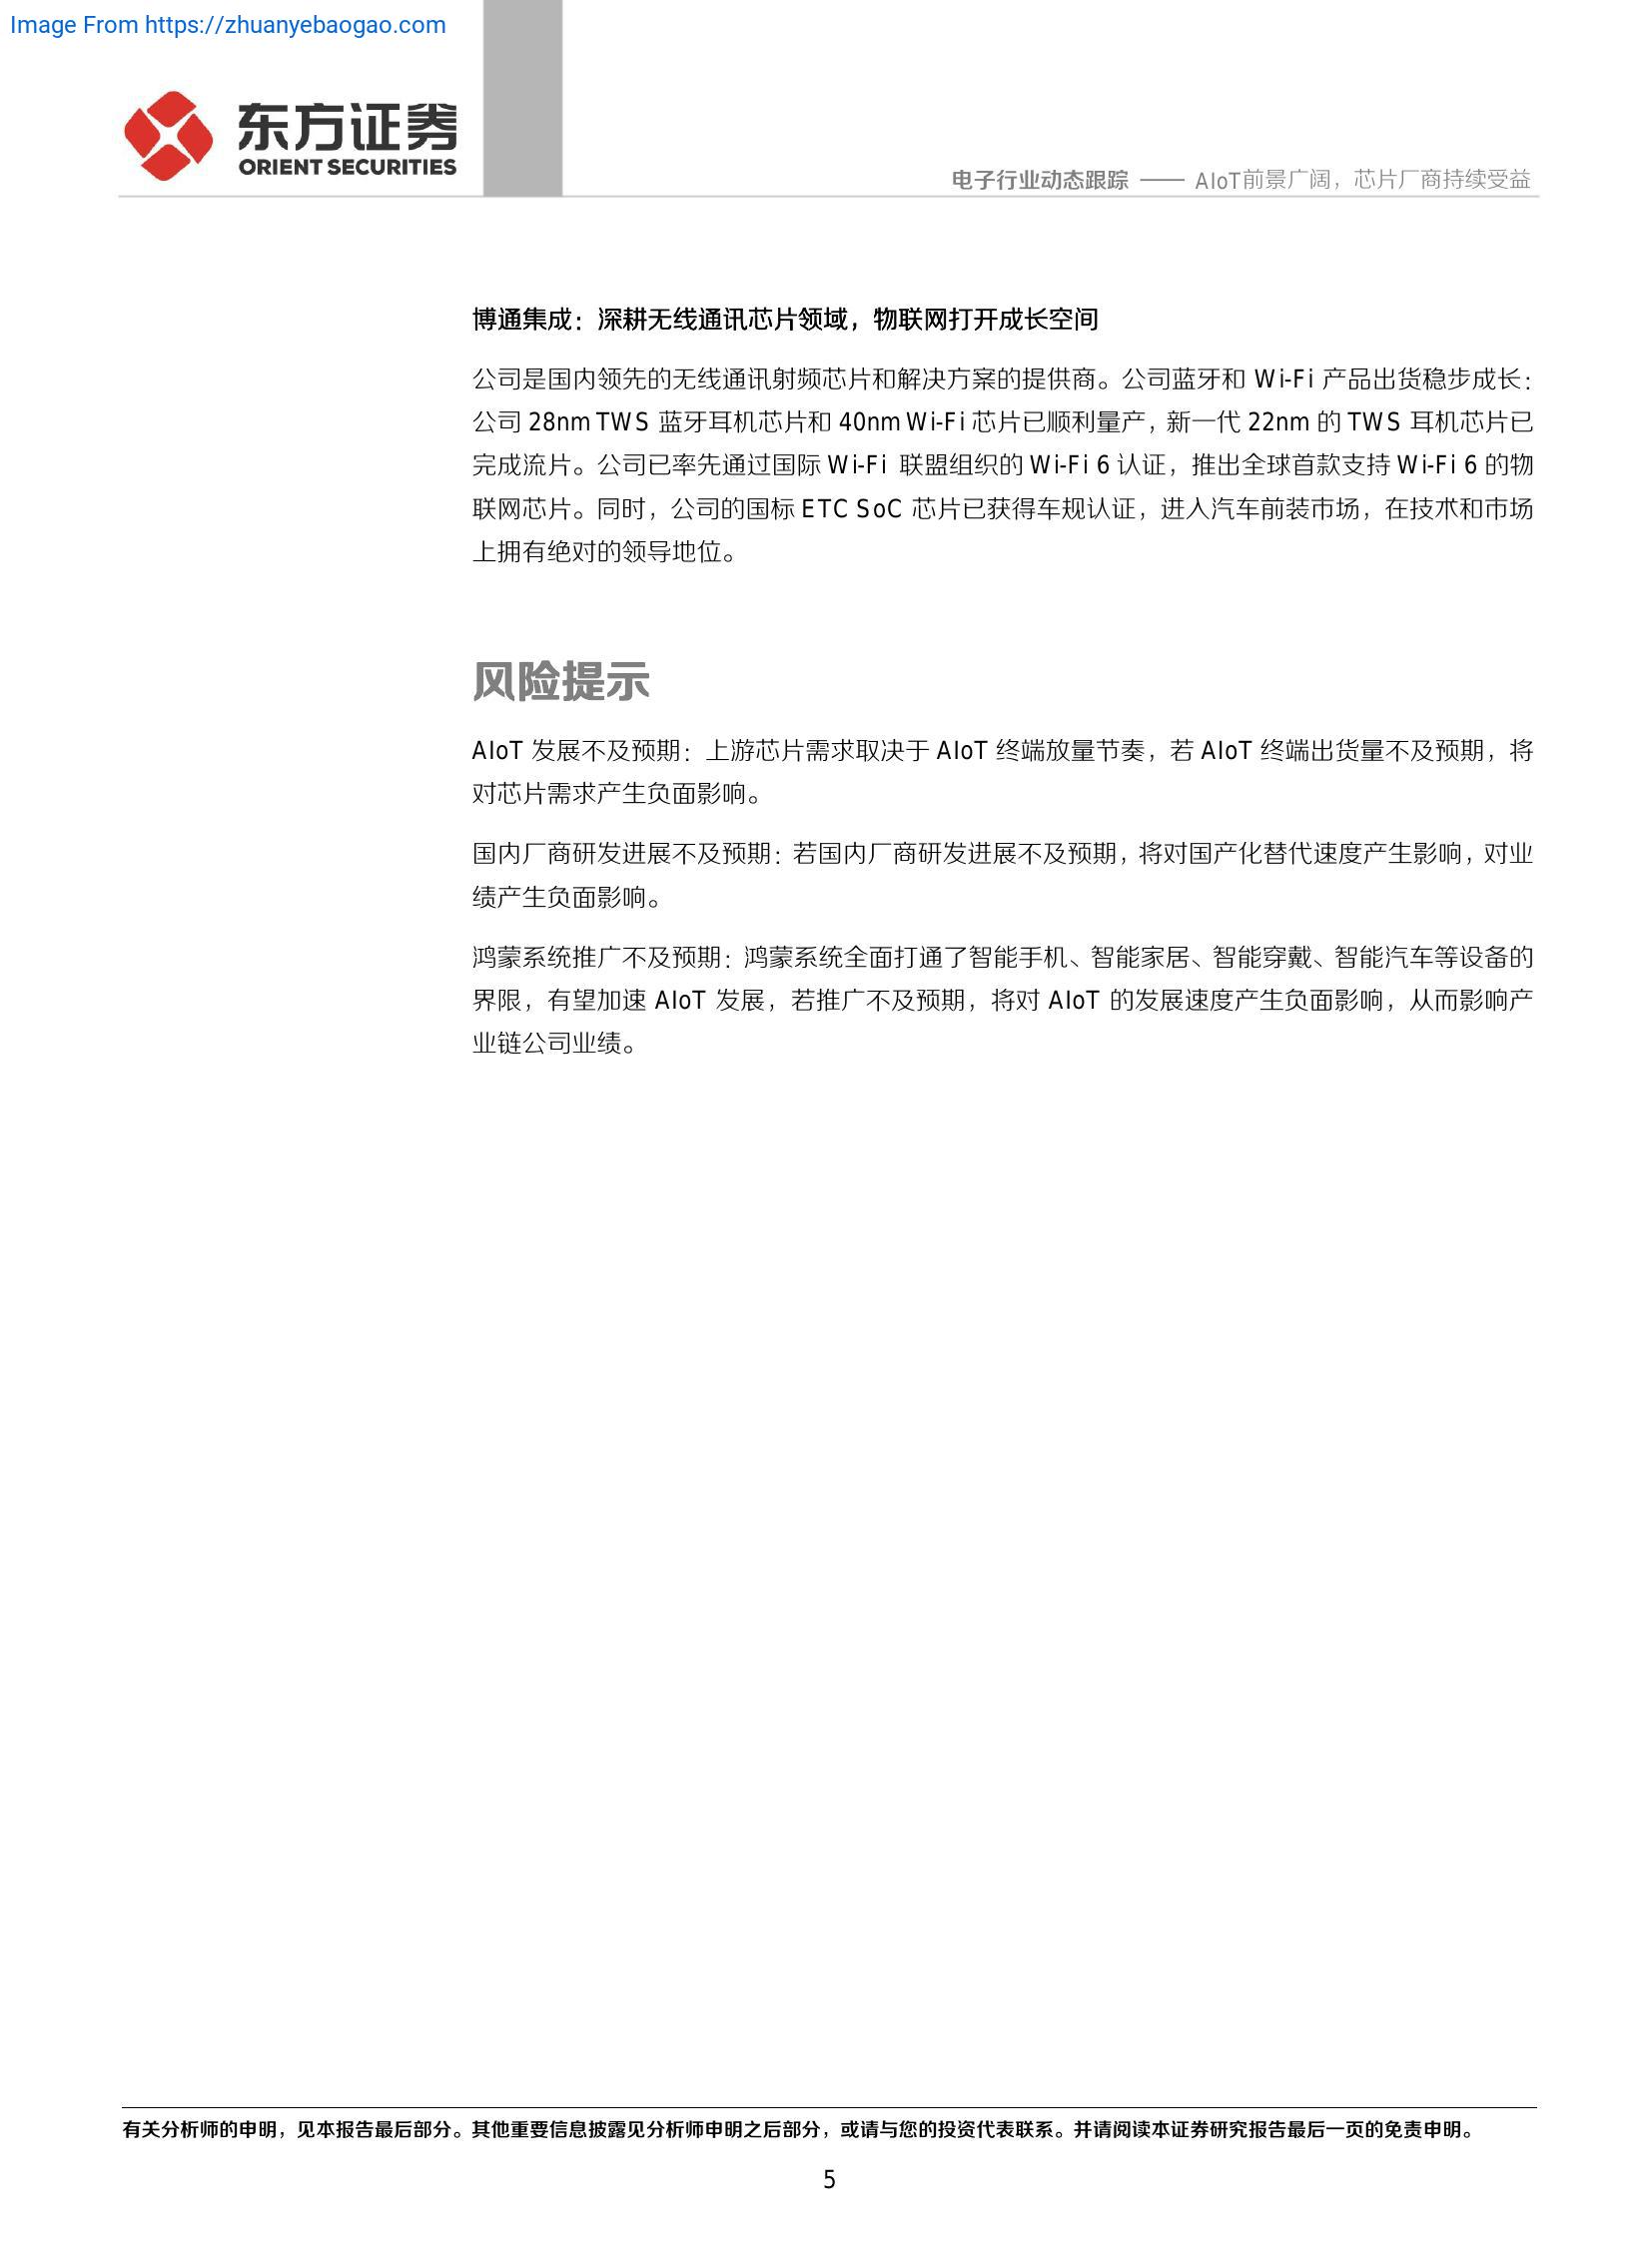 Image From https://zhuanyebaogao.com
东方证券
ORIENT SECURITIES
电子行业动态跟踪 —— AIoT前景广阔，芯片厂商持续受益
博通集成：深耕无线通讯芯片领域，物联网打开成长空间
公司是国内领先的无线通讯射频芯片和解决方案的提供商。公司蓝牙和 Wi-Fi 产品出货稳步成长：
公司 28nm TWS 蓝牙耳机芯片和 40nm Wi-Fi 芯片已顺利量产，新一代 22nm 的 TWS 耳机芯片已
完成流片。公司已率先通过国际 Wi-Fi 联盟组织的 Wi-Fi 6 认证，推出全球首款支持 Wi-Fi 6 的物
联网芯片。同时，公司的国标 ETC SoC 芯片已获得车规认证，进入汽车前装市场，在技术和市场
上拥有绝对的领导地位。
风险提示
AIoT 发展不及预期：上游芯片需求取决于 AIoT 终端放量节奏，若 AIoT 终端出货量不及预期，将
对芯片需求产生负面影响。
国内厂商研发进展不及预期：若国内厂商研发进展不及预期，将对国产化替代速度产生影响，对业
绩产生负面影响。
鸿蒙系统推广不及预期：鸿蒙系统全面打通了智能手机、智能家居、智能穿戴、智能汽车等设备的
界限，有望加速 AIoT 发展，若推广不及预期，将对 AIoT 的发展速度产生负面影响，从而影响产
业链公司业绩。
有关分析师的申明，见本报告最后部分。其他重要信息披露见分析师申明之后部分，或请与您的投资代表联系。并请阅读本证券研究报告最后一页的免责申明。
5